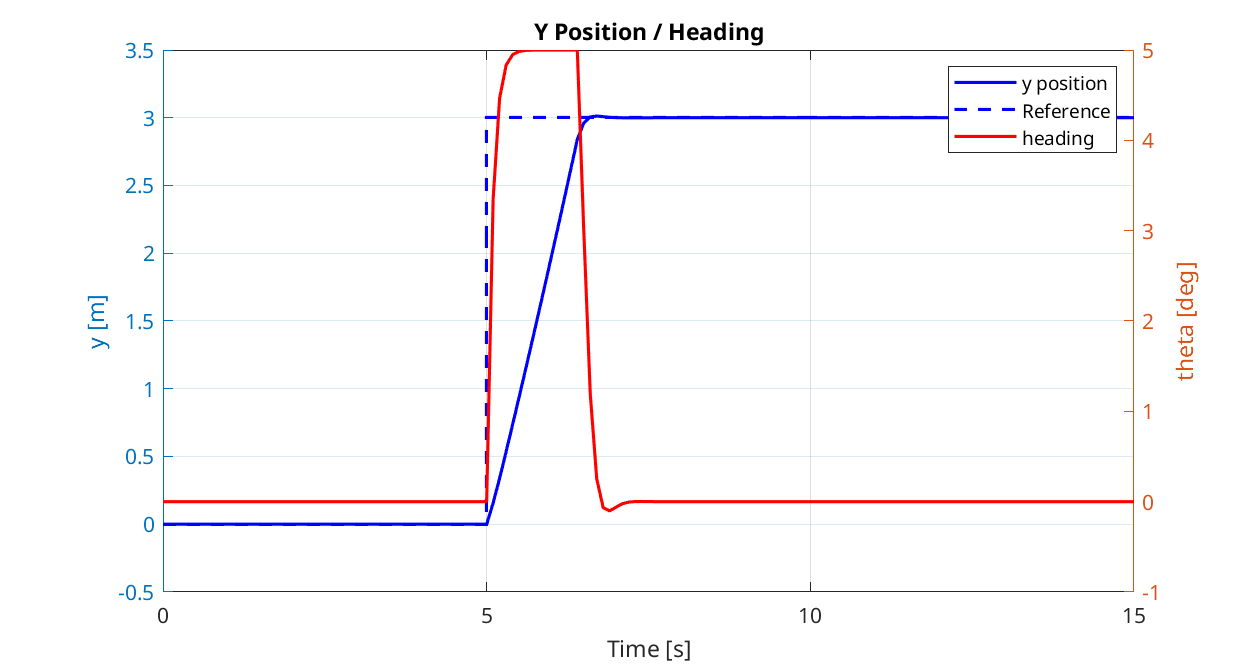 Y Position / Heading
3.5
3
2.5
2
1.5
1
0.5
0
-0.5
y [m]
0
5
10
15
Time [s]
5
4
3
2
1
0
-1
theta [deg]
y position
Reference
heading